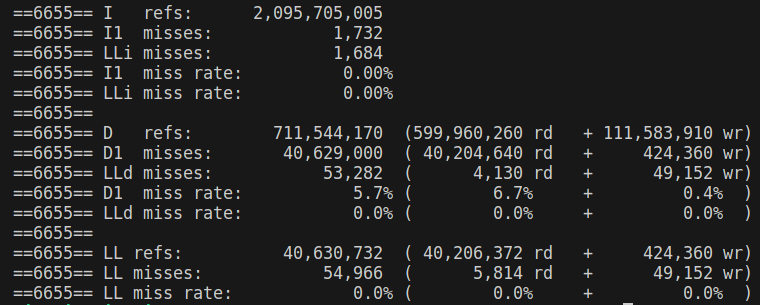 ==6655== I   refs:      2,095,705,005
==6655== I1  misses:            1,732
==6655== LLi misses:            1,684
==6655== I1  miss rate:          0.00%
==6655== LLi miss rate:          0.00%
==6655==
==6655== D   refs:        711,544,170  (599,960,260 rd   + 111,583,910 wr)
==6655== D1  misses:       40,629,000  ( 40,204,640 rd   +     424,360 wr)
==6655== LLd misses:           53,282  (      4,130 rd   +      49,152 wr)
==6655== D1  miss rate:           5.7% (        6.7%     +         0.4%  )
==6655== LLd miss rate:           0.0% (        0.0%     +         0.0%  )
==6655==
==6655== LL refs:          40,630,732  ( 40,206,372 rd   +     424,360 wr)
==6655== LL misses:            54,966  (      5,814 rd   +      49,152 wr)
==6655== LL miss rate:            0.0% (        0.0%     +         0.0%  )